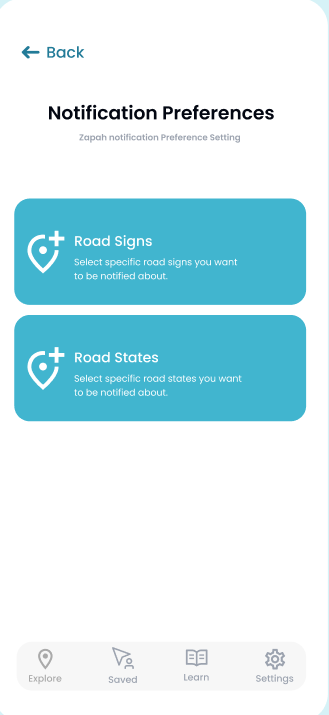 Back
Notification Preferences
Zapah notification Preference Setting
Road Signs
Select specific road signs you want
to be notified about.
Road States
Select specific road states you want
to be notified about.
Explore
Saved
Learn
Settings